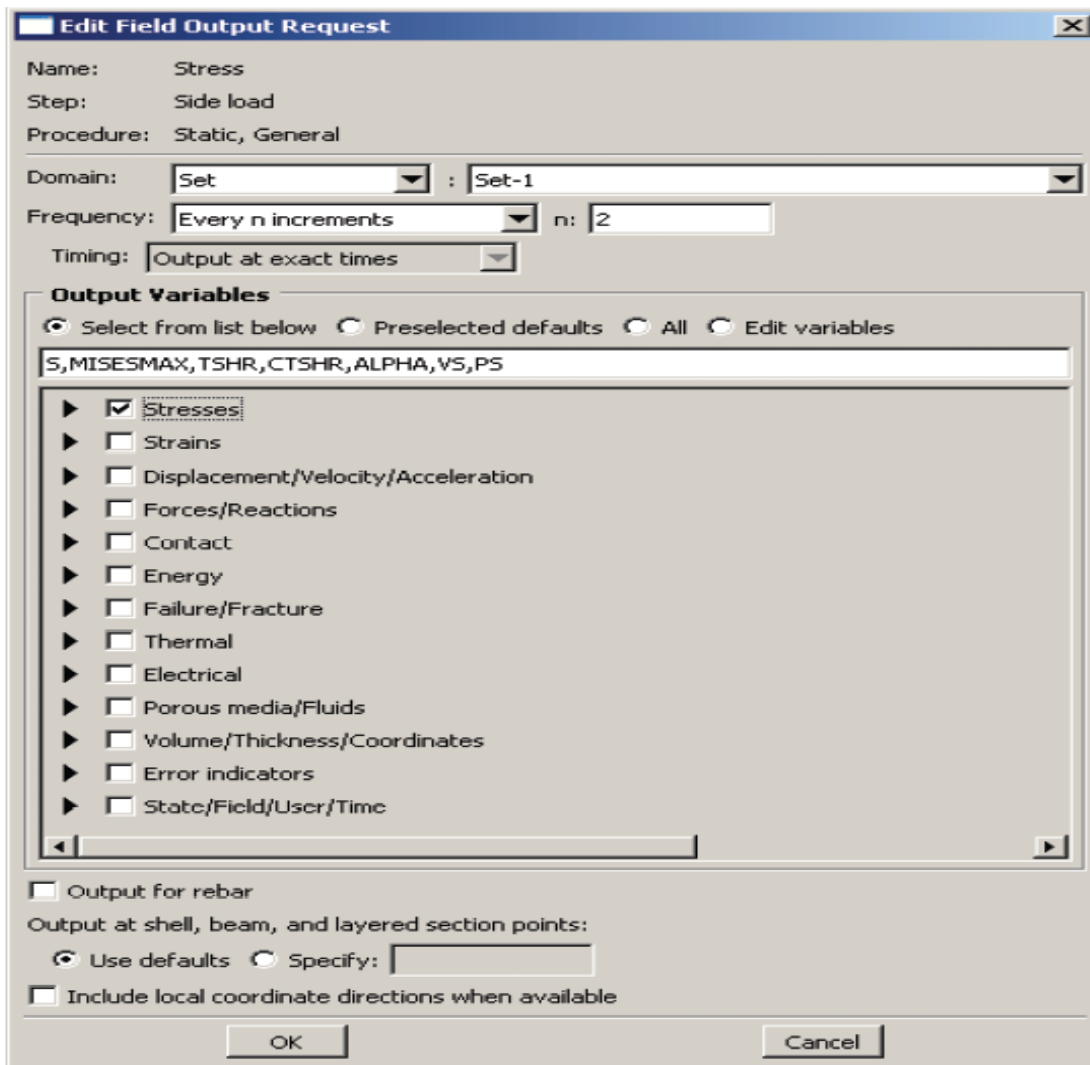 Edit Field Output Request
Name: Stress
Step: Side load
Procedure: Static, General
Domain: Set : Set-1
Frequency: Every n increments n: 2
Timing: Output at exact times
Output Variables
Select from list below Preselected defaults All Edit variables
S,MISESMAX,TSHR,CTSHR,ALPHA,VS,PS
Stresses
Strains
Displacement/Velocity/Acceleration
Forces/Reactions
Contact
Energy
Failure/Fracture
Thermal
Electrical
Porous media/Fluids
Volume/Thickness/Coordinates
Error indicators
State/Field/User/Time
Output for rebar
Output at shell, beam, and layered section points:
Use defaults Specify:
Include local coordinate directions when available
OK Cancel